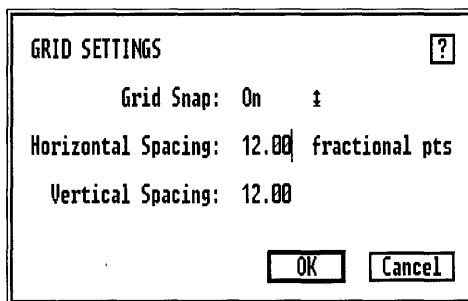 GRID SETTINGS ?
Grid Snap: On ↕
Horizontal Spacing: 12.00 fractional pts
Vertical Spacing: 12.00
OK Cancel